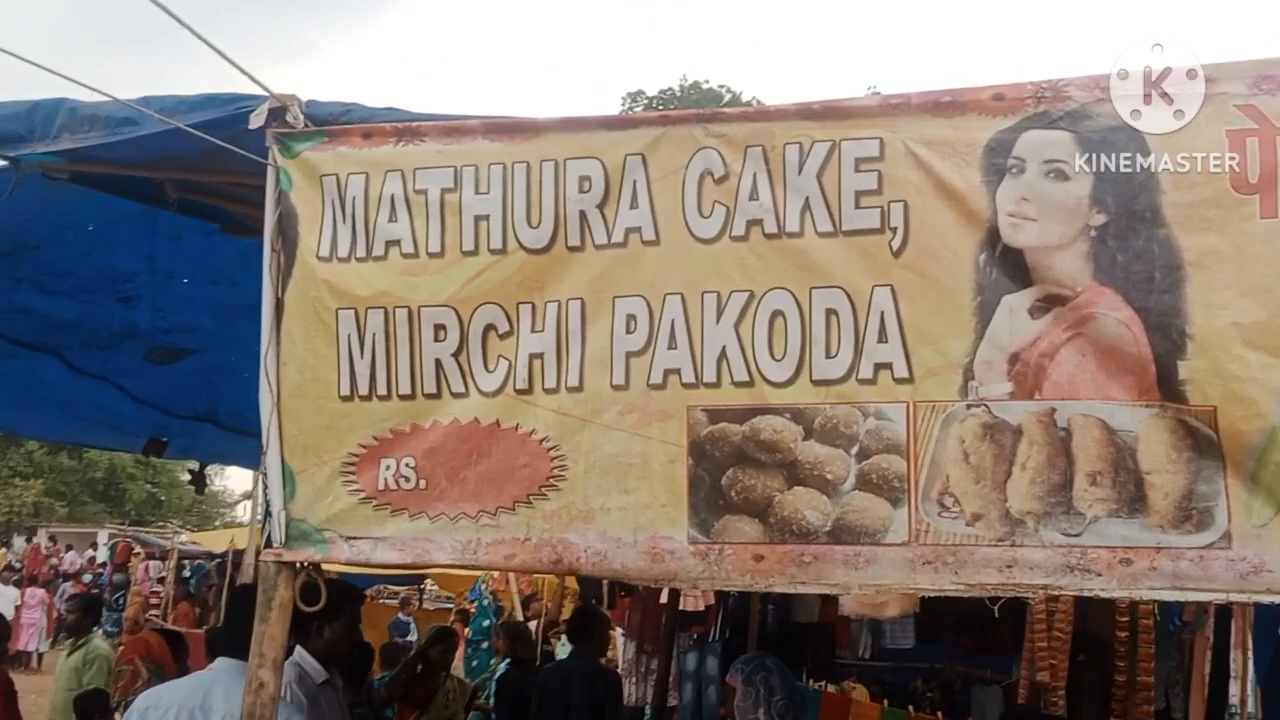 MATHURA CAKE,
MIRCHI PAKODA
RS.
K
KINEMASTER